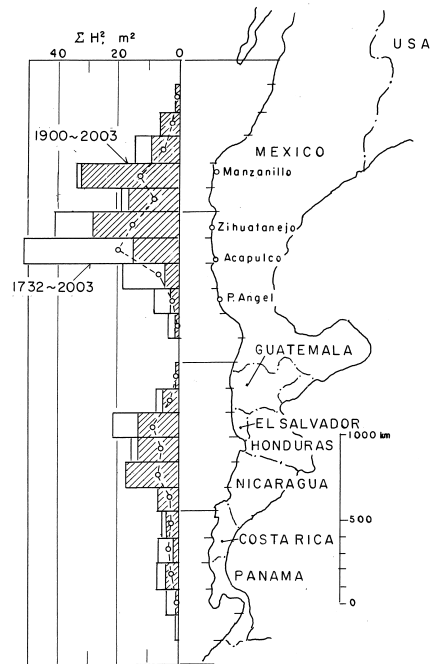 Σ H², m²
40 20 0
USA
1900~2003
MEXICO
Manzanillo
Zihuatanejo
Acapulco
P. Angel
1732~2003
GUATEMALA
EL SALVADOR
1000 km
HONDURAS
NICARAGUA
500
COSTA RICA
PANAMA
0